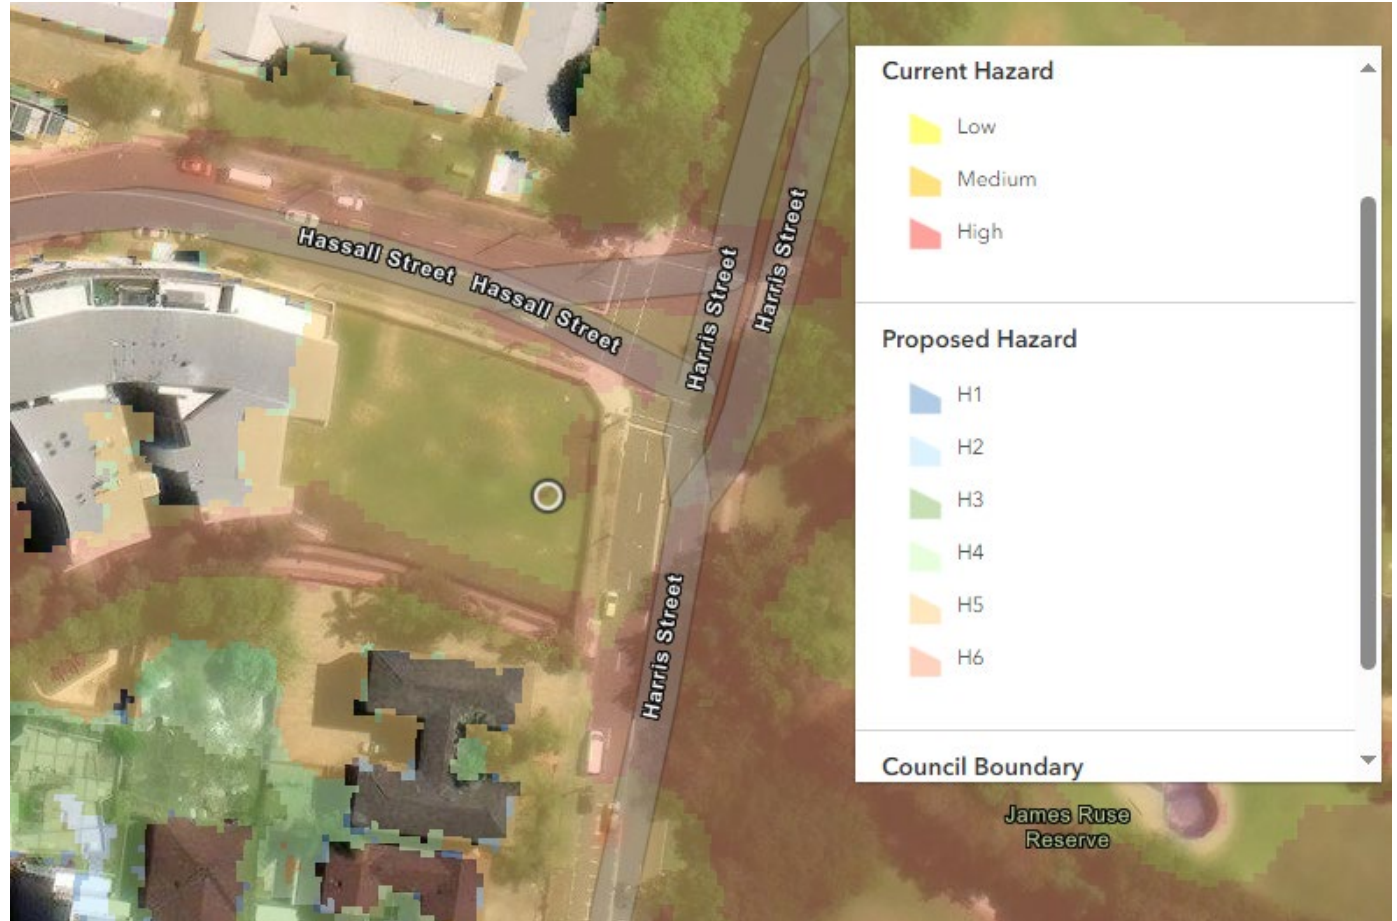 Current Hazard
Low
Medium
High
Proposed Hazard
H1
H2
H3
H4
H5
H6
Council Boundary
Hassall Street
Hassall Street
Harris Street
Harris Street
Harris Street
James Ruse
Reserve